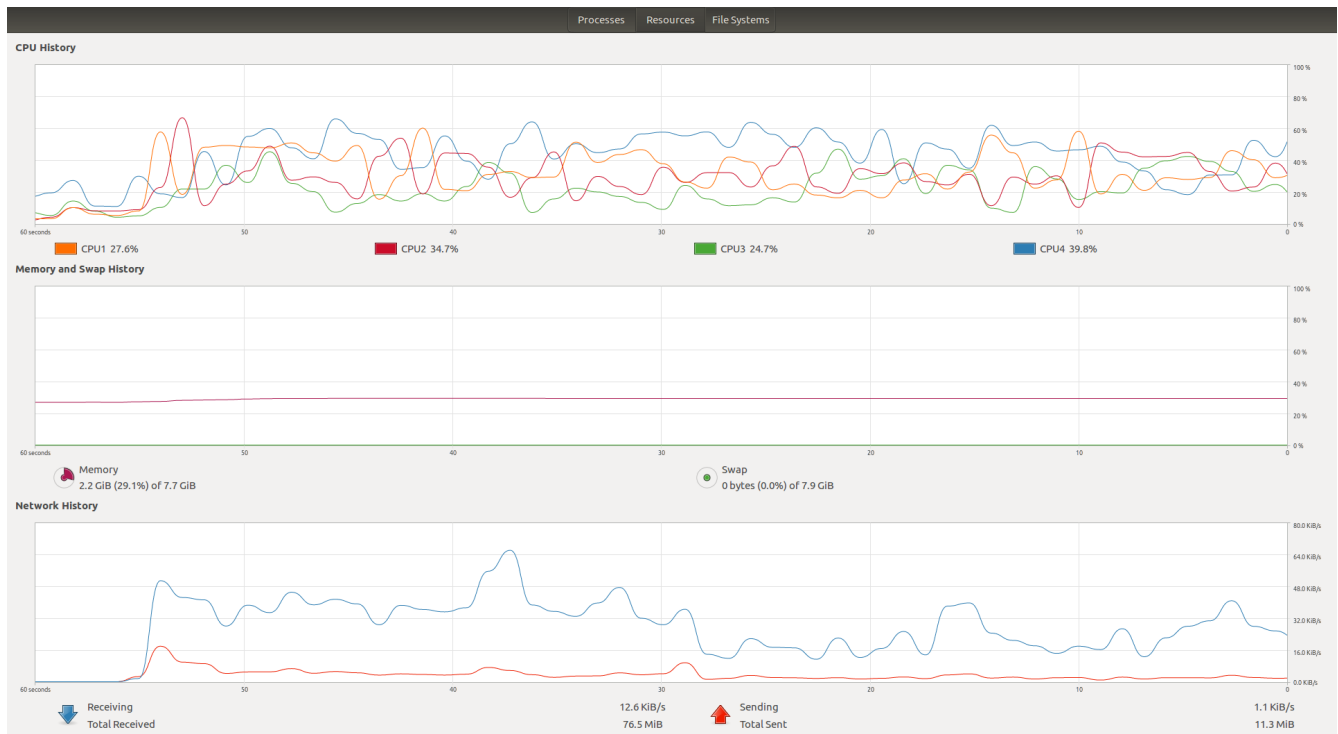 Processes Resources File Systems
CPU History
100 %
80 %
60 %
40 %
20 %
0 %
60 seconds 50 40 30 20 10 0
CPU1 27.6% CPU2 34.7% CPU3 24.7% CPU4 39.8%
Memory and Swap History
100 %
80 %
60 %
40 %
20 %
0 %
60 seconds 50 40 30 20 10 0
Memory Swap
2.2 GiB (29.1%) of 7.7 GiB 0 bytes (0.0%) of 7.9 GiB
Network History
80.0 KiB/s
64.0 KiB/s
48.0 KiB/s
32.0 KiB/s
16.0 KiB/s
0.0 KiB/s
60 seconds 50 40 30 20 10 0
Receiving 12.6 KiB/s Sending 1.1 KiB/s
Total Received 76.5 MiB Total Sent 11.3 MiB